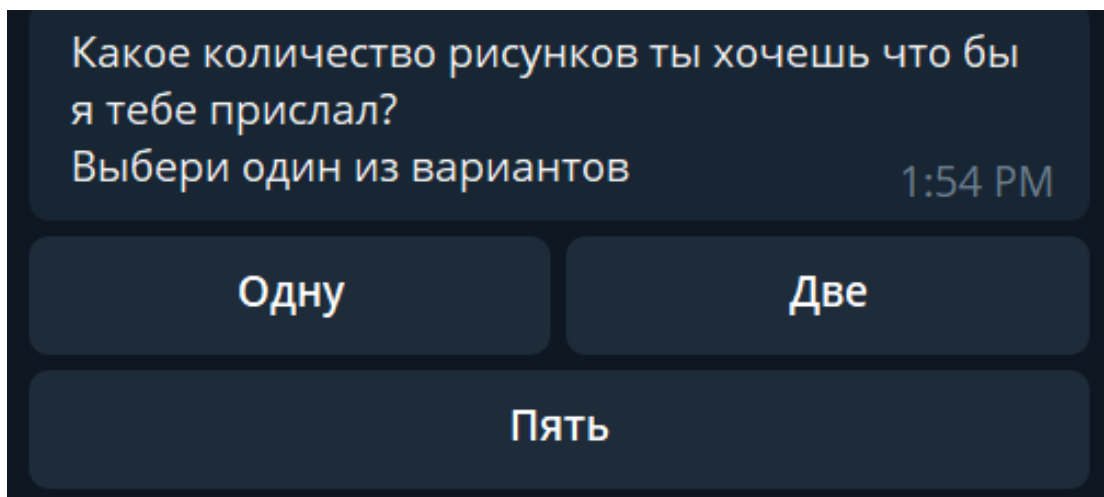 Какое количество рисунков ты хочешь что бы
я тебе прислал?
Выбери один из вариантов
1:54 PM
Одну
Две
Пять